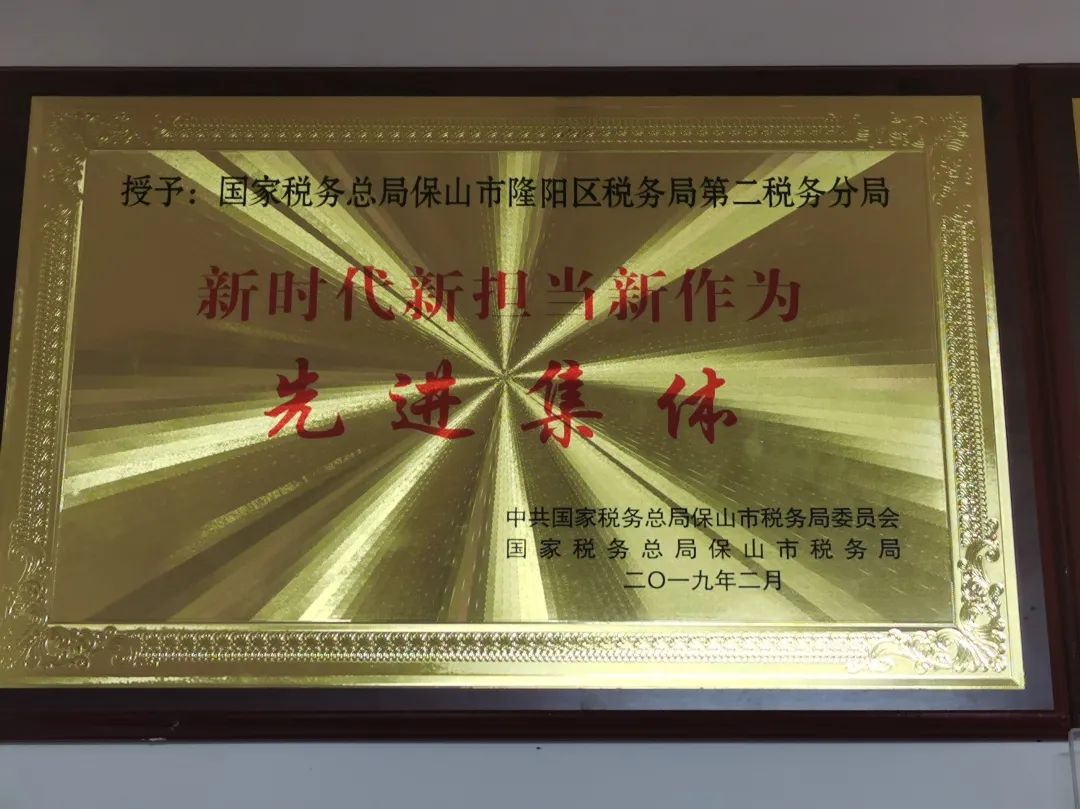 授予：国家税务总局保山市隆阳区税务局第二税务分局
新时代新担当新作为
先进集体
中共国家税务总局保山市税务局委员会
国家税务总局保山市税务局
二〇一九年二月